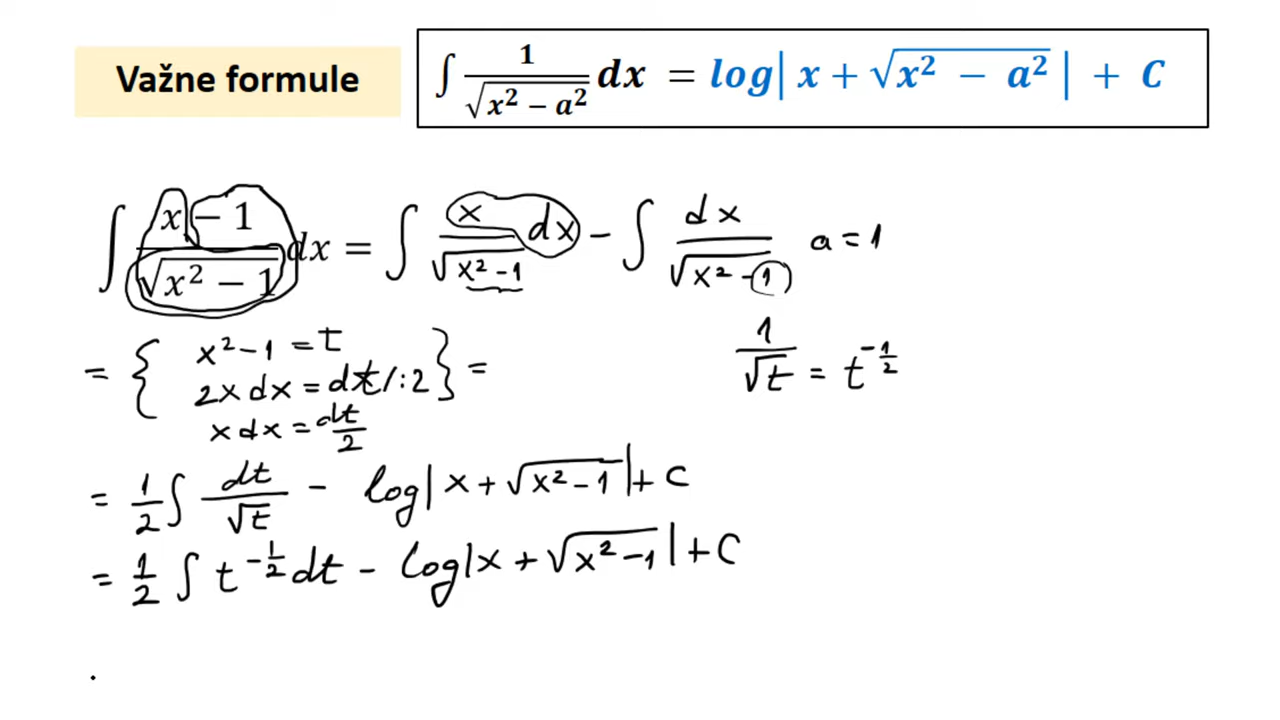 Važne formule
∫ 1/√(x² − a²) dx = log| x + √(x² − a²) | + C
∫ (x − 1)/√(x² − 1) dx = ∫ x/√(x² − 1) dx − ∫ dx/√(x² − 1) a = 1
= { x² − 1 = t
2x dx = dt /:2 } =
x dx = dt/2
1/√t = t^(−1/2)
= 1/2 ∫ dt/√t − log|x + √(x² − 1)| + C
= 1/2 ∫ t^(−1/2) dt − log|x + √(x² − 1)| + C